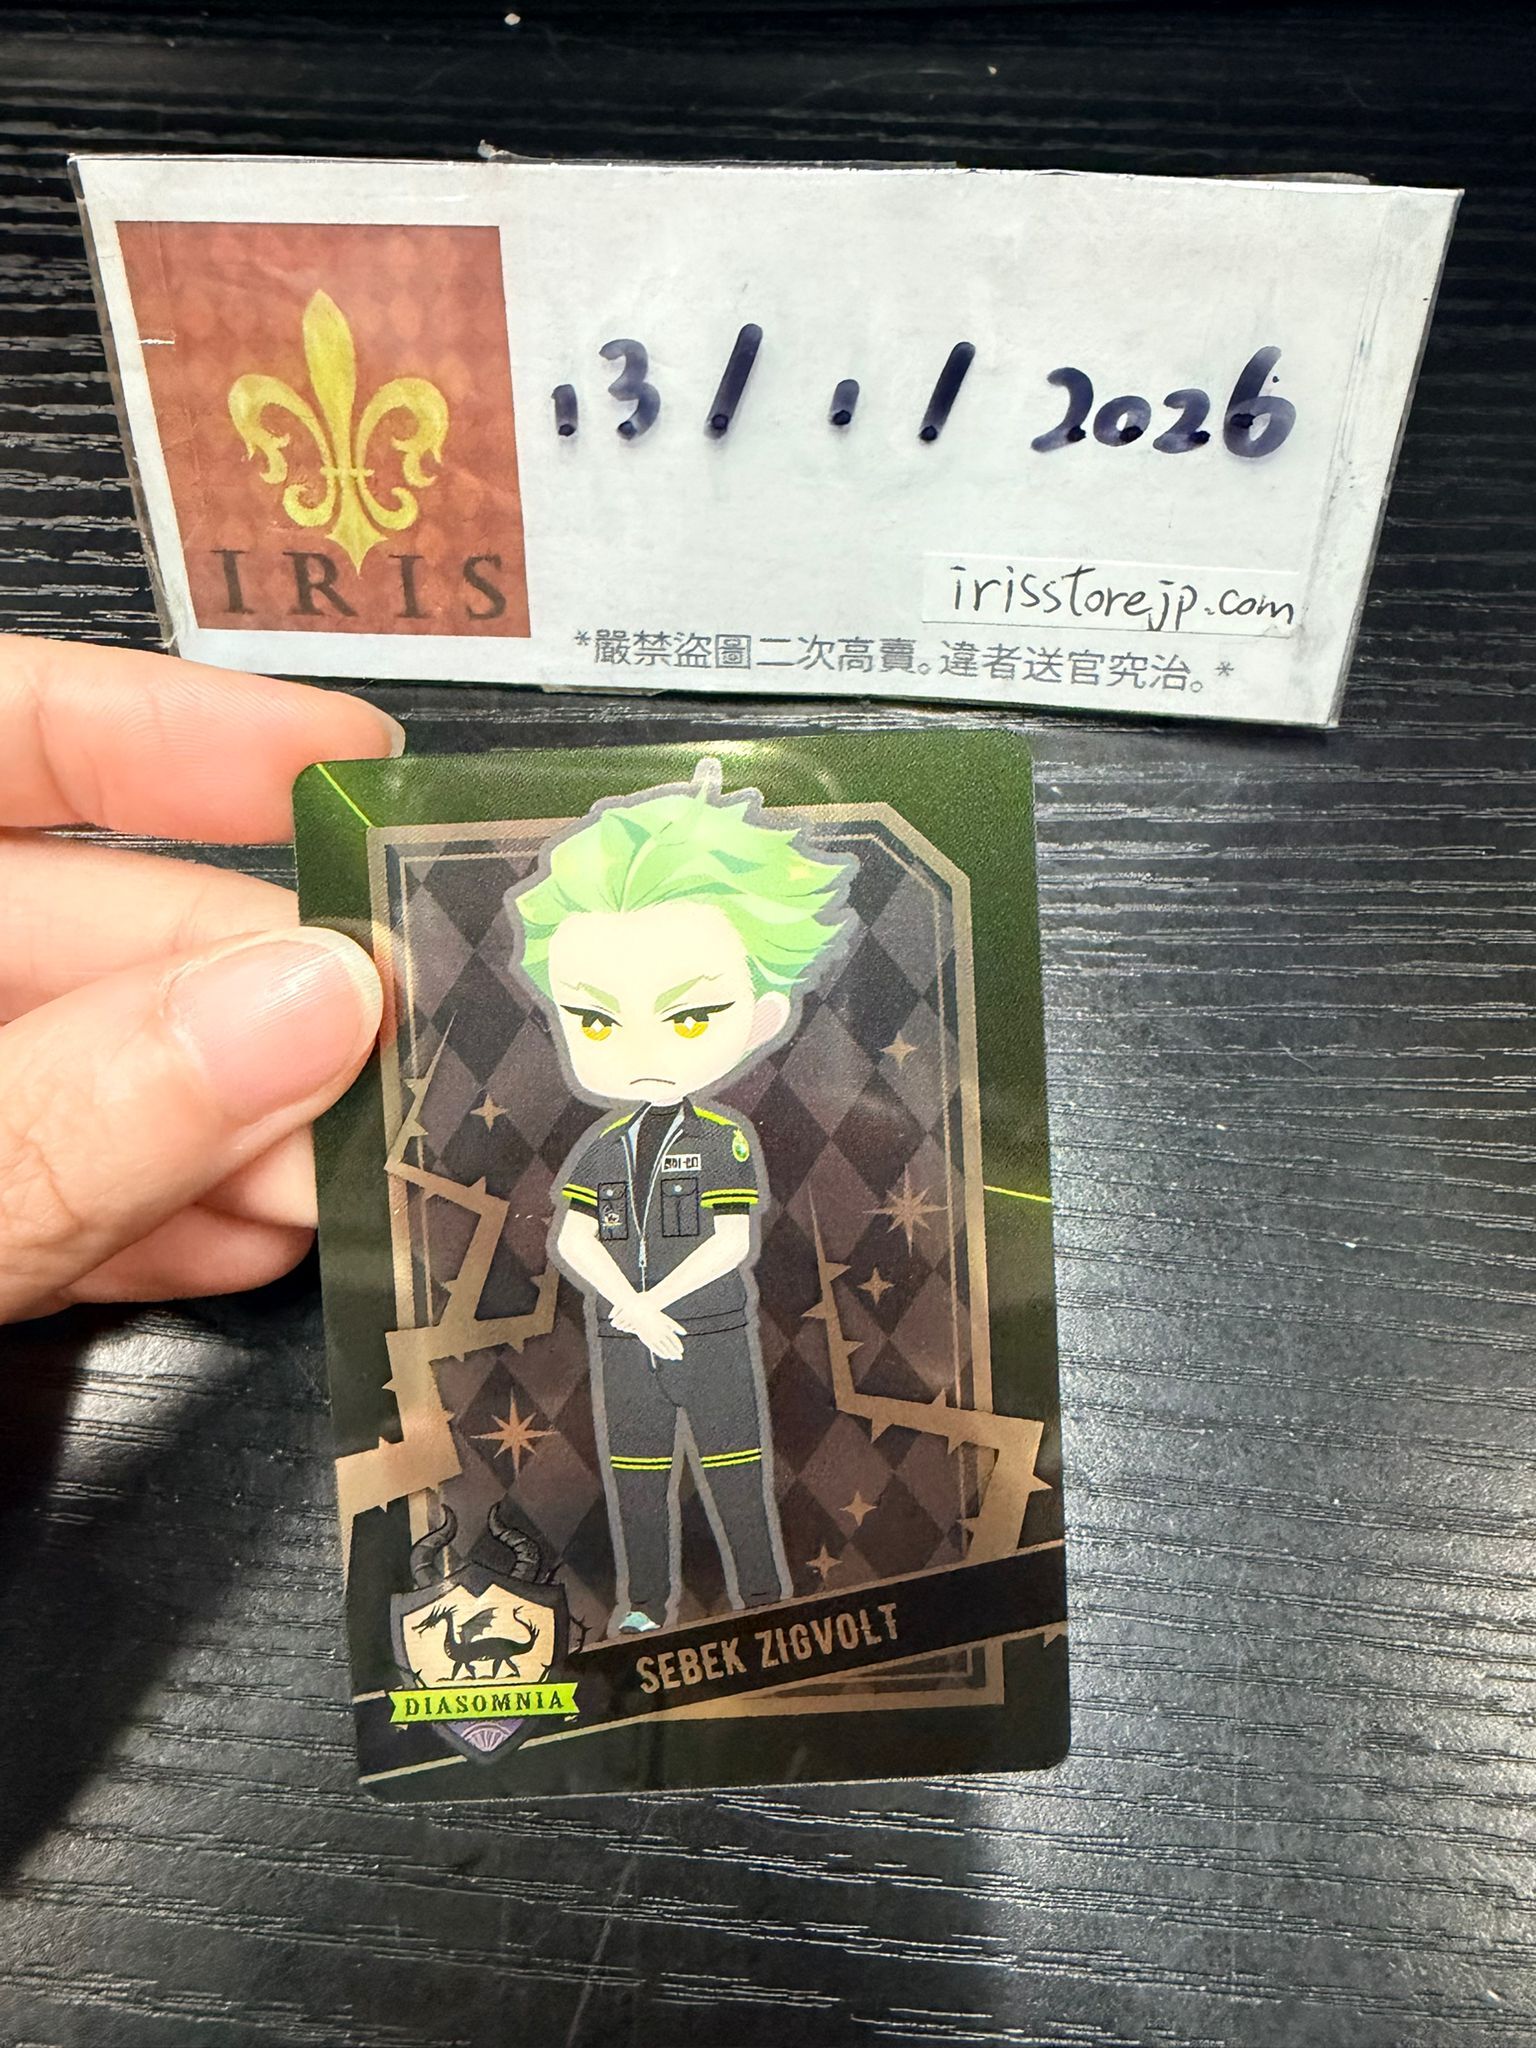 IRIS
13/1/2026
irisstorejp.com
*嚴禁盜圖二次高賣。違者送官究治。*
SEBEK ZIGVOLT
DIASOMNIA